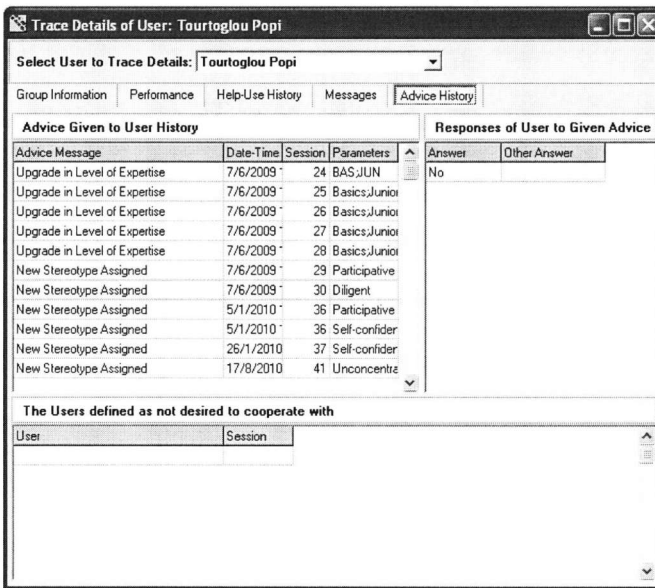 Trace Details of User: Tourtoglou Popi
Select User to Trace Details: Tourtoglou Popi
Group Information Performance Help-Use History Messages Advice History
Advice Given to User History Responses of User to Given Advice
Advice Message Date-Time Session Parameters Answer Other Answer
Upgrade in Level of Expertise 7/6/2009 24 BAS;JUN No
Upgrade in Level of Expertise 7/6/2009 25 Basics;Junior
Upgrade in Level of Expertise 7/6/2009 26 Basics;Junior
Upgrade in Level of Expertise 7/6/2009 27 Basics;Junior
Upgrade in Level of Expertise 7/6/2009 28 Basics;Junior
New Stereotype Assigned 7/6/2009 29 Participative
New Stereotype Assigned 7/6/2009 30 Diligent
New Stereotype Assigned 5/1/2010 36 Participative
New Stereotype Assigned 5/1/2010 36 Self-confider
New Stereotype Assigned 26/1/2010 37 Self-confider
New Stereotype Assigned 17/8/2010 41 Unconcentra
The Users defined as not desired to cooperate with
User Session